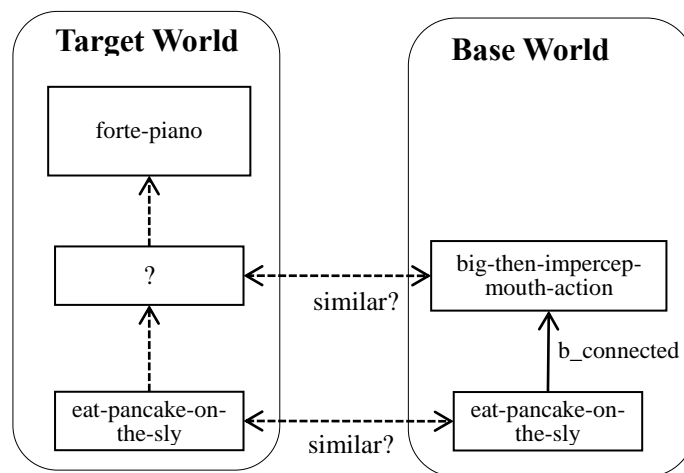 Target World
forte-piano
?
eat-pancake-on-
the-sly
similar?
similar?
Base World
big-then-impercep-
mouth-action
b_connected
eat-pancake-on-
the-sly